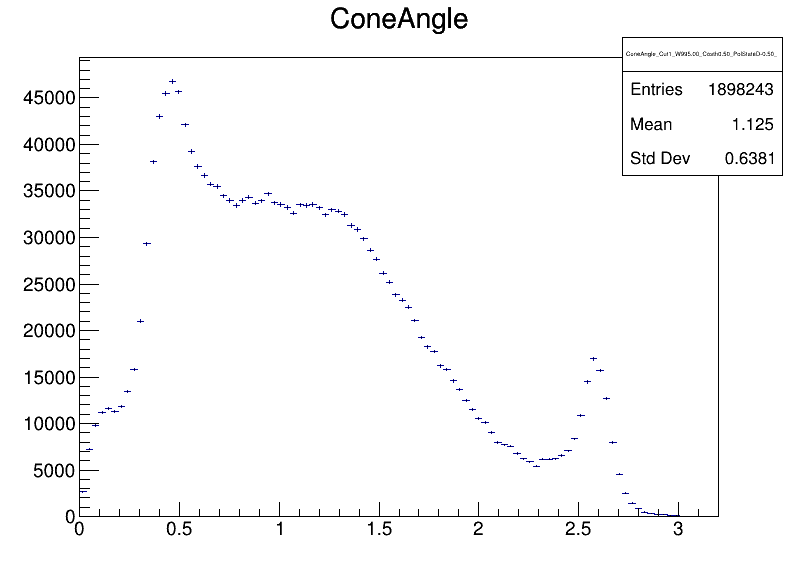 ConeAngle
ConeAngle_Cut1_W995.00_Costh0.50_PolStateD-0.50_
Entries 1898243
Mean 1.125
Std Dev 0.6381
45000
40000
35000
30000
25000
20000
15000
10000
5000
0
0 0.5 1 1.5 2 2.5 3